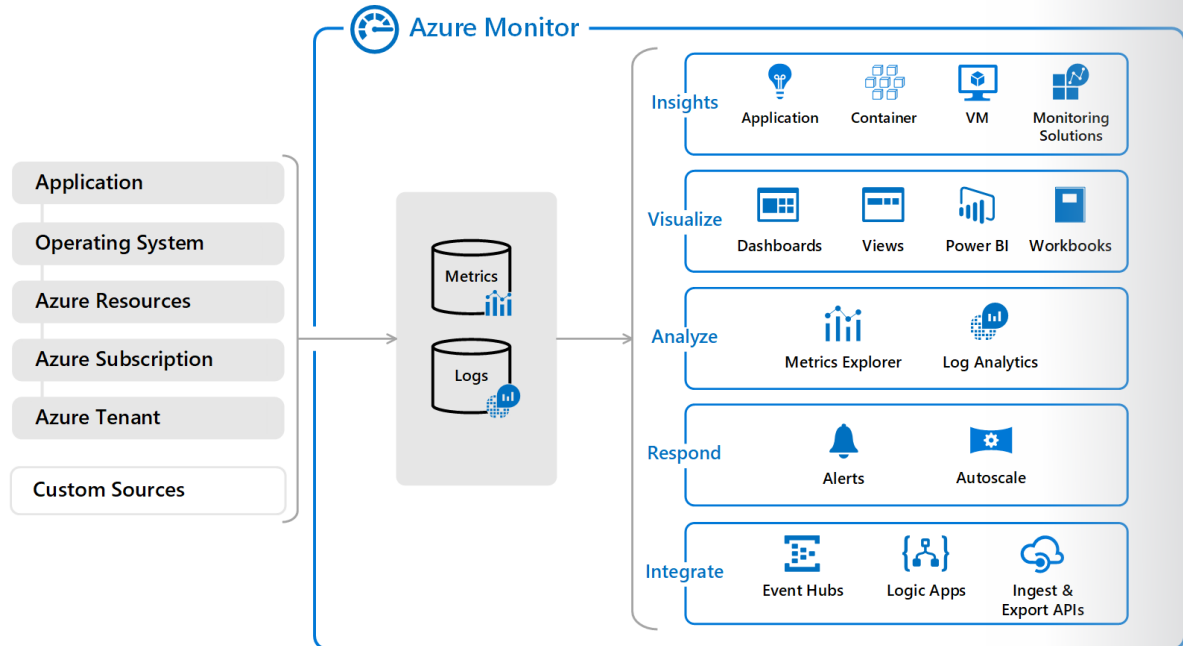 Azure Monitor
Application
Operating System
Azure Resources
Azure Subscription
Azure Tenant
Custom Sources
Metrics
Logs
Insights
Application
Container
VM
Monitoring
Solutions
Visualize
Dashboards
Views
Power BI
Workbooks
Analyze
Metrics Explorer
Log Analytics
Respond
Alerts
Autoscale
Integrate
Event Hubs
Logic Apps
Ingest &
Export APIs